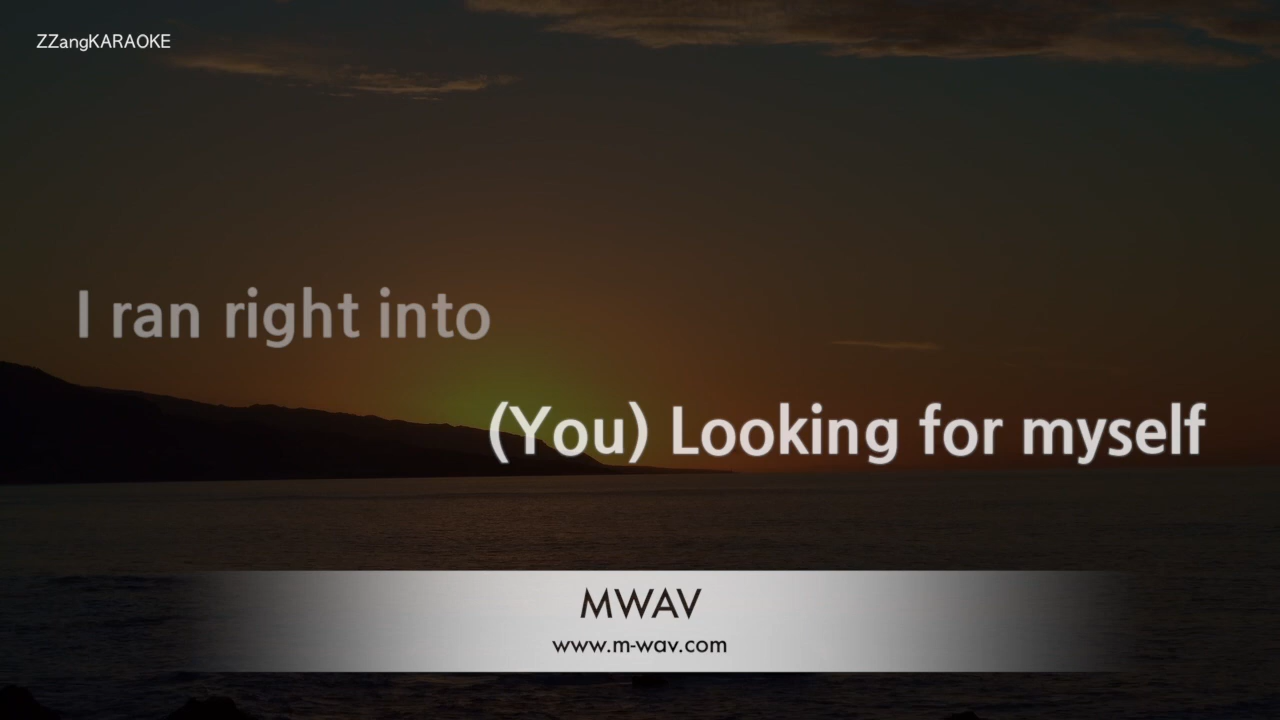 ZZangKARAOKE
I ran right into
(You) Looking for myself
MWAV
www.m-wav.com